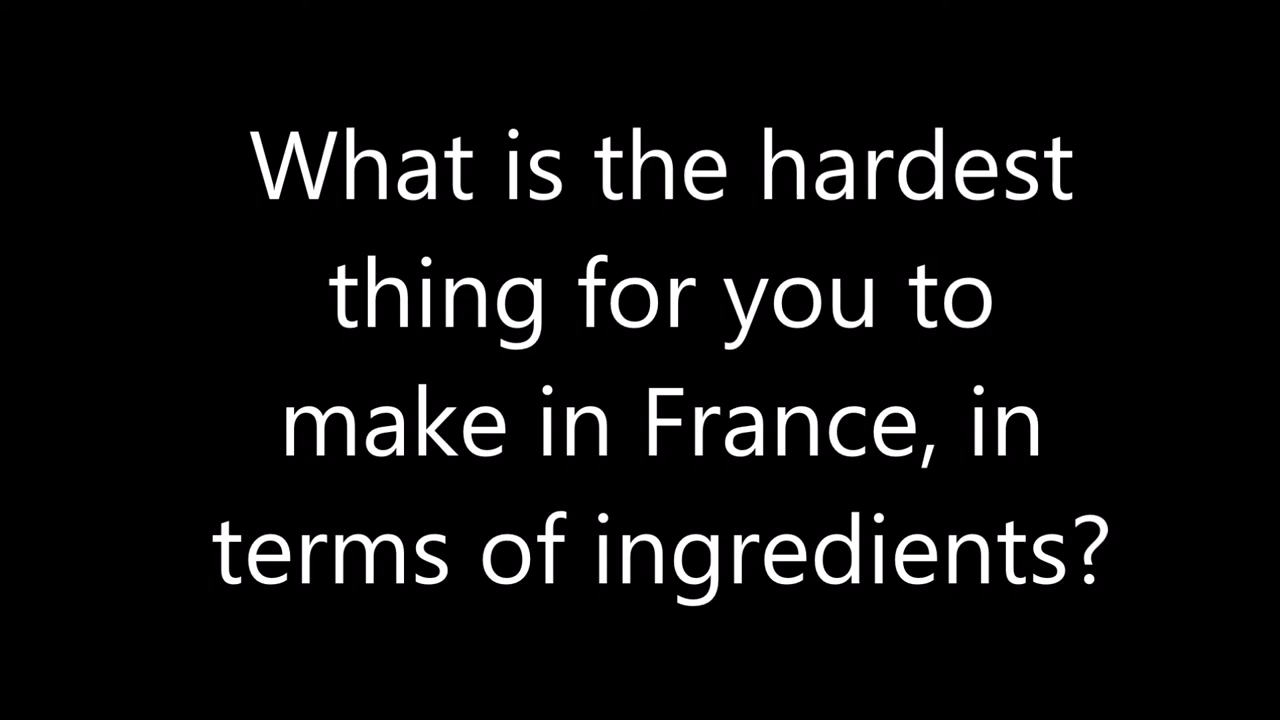 What is the hardest
thing for you to
make in France, in
terms of ingredients?